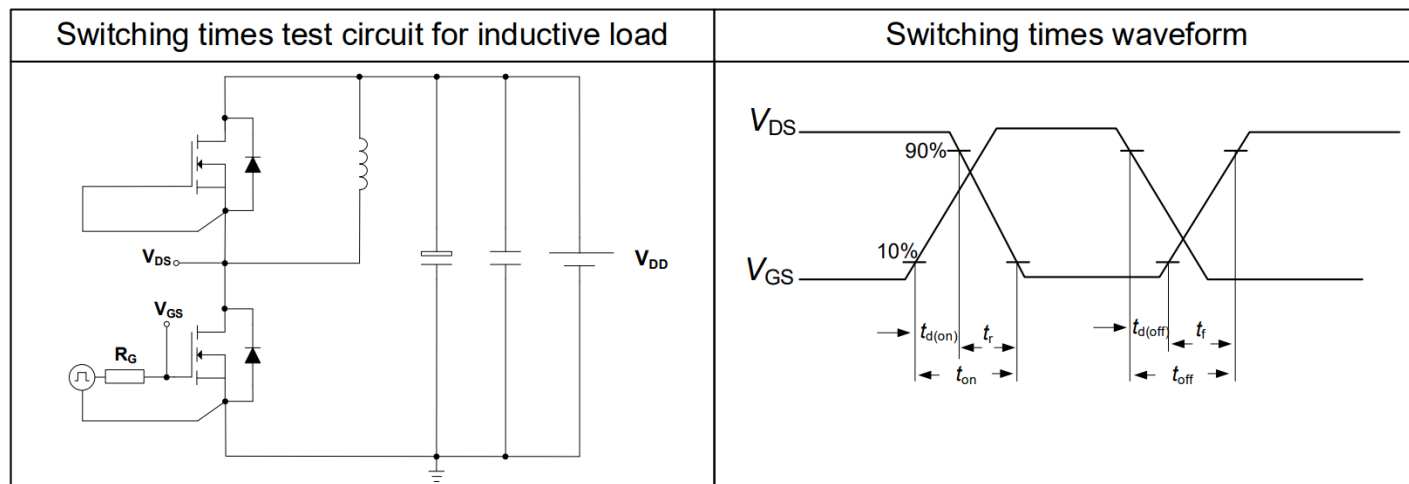 Switching times test circuit for inductive load
Switching times waveform
VDS
VDD
VGS
RG
VDS
90%
10%
VGS
td(on) tr
td(off) tf
ton
toff